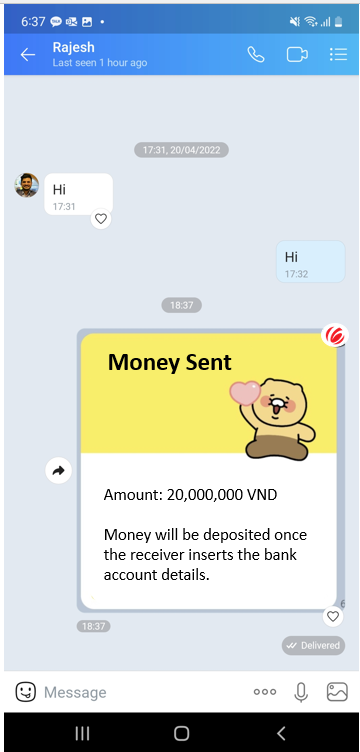 6:37
Rajesh
Last seen 1 hour ago
17:31, 20/04/2022
Hi
17:31
Hi
17:32
18:37
Money Sent
Amount: 20,000,000 VND
Money will be deposited once
the receiver inserts the bank
account details.
6
18:37
Delivered
Message